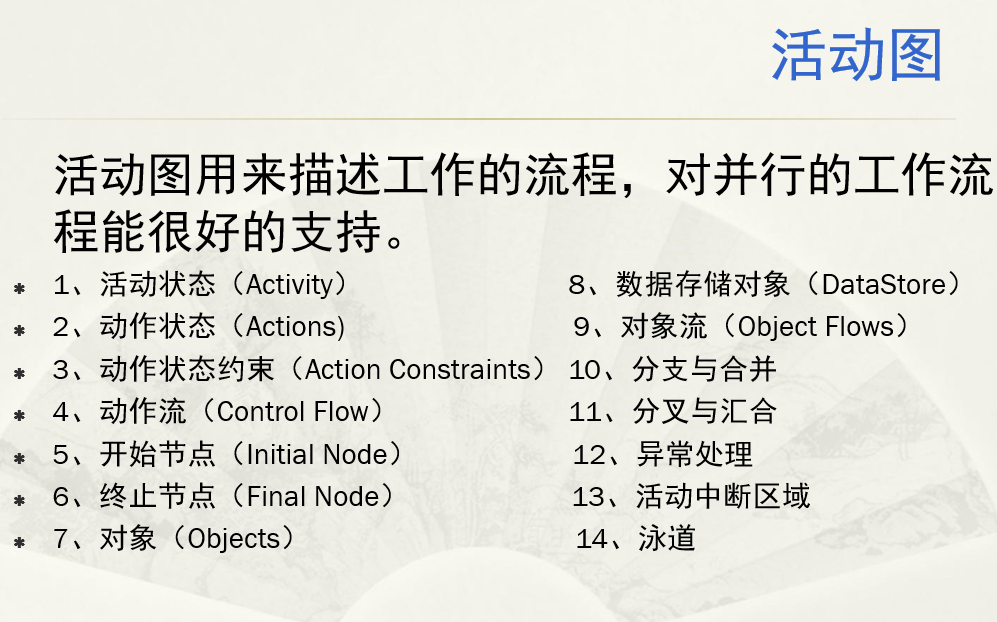 活动图
活动图用来描述工作的流程，对并行的工作流
程能很好的支持。
* 1、活动状态（Activity） 8、数据存储对象（DataStore）
* 2、动作状态（Actions) 9、对象流（Object Flows）
* 3、动作状态约束（Action Constraints） 10、分支与合并
* 4、动作流（Control Flow） 11、分叉与汇合
* 5、开始节点（Initial Node） 12、异常处理
* 6、终止节点（Final Node） 13、活动中断区域
* 7、对象（Objects） 14、泳道